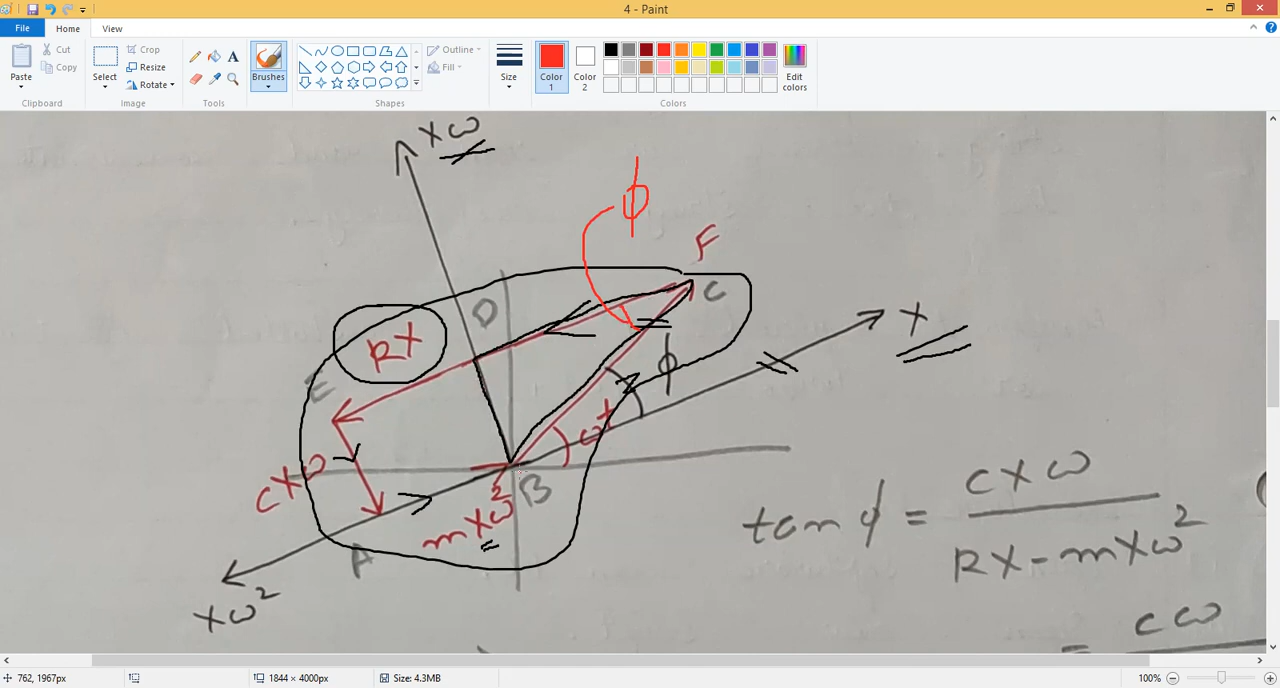 4 - Paint
File Home View
Paste Cut Copy Clipboard
Select Crop Resize Rotate Image
Tools
Brushes
Shapes Outline Fill
Size
Color 1 Color 2 Edit colors Colors
xω
ϕ
F
D
C
RX
X
E
ϕ
ωt
CXω
B
mXω²
A
Xω²
tan ϕ = CXω
RX - mXω²
= Cω
762, 1967px 1844 × 4000px Size: 4.3MB 100%